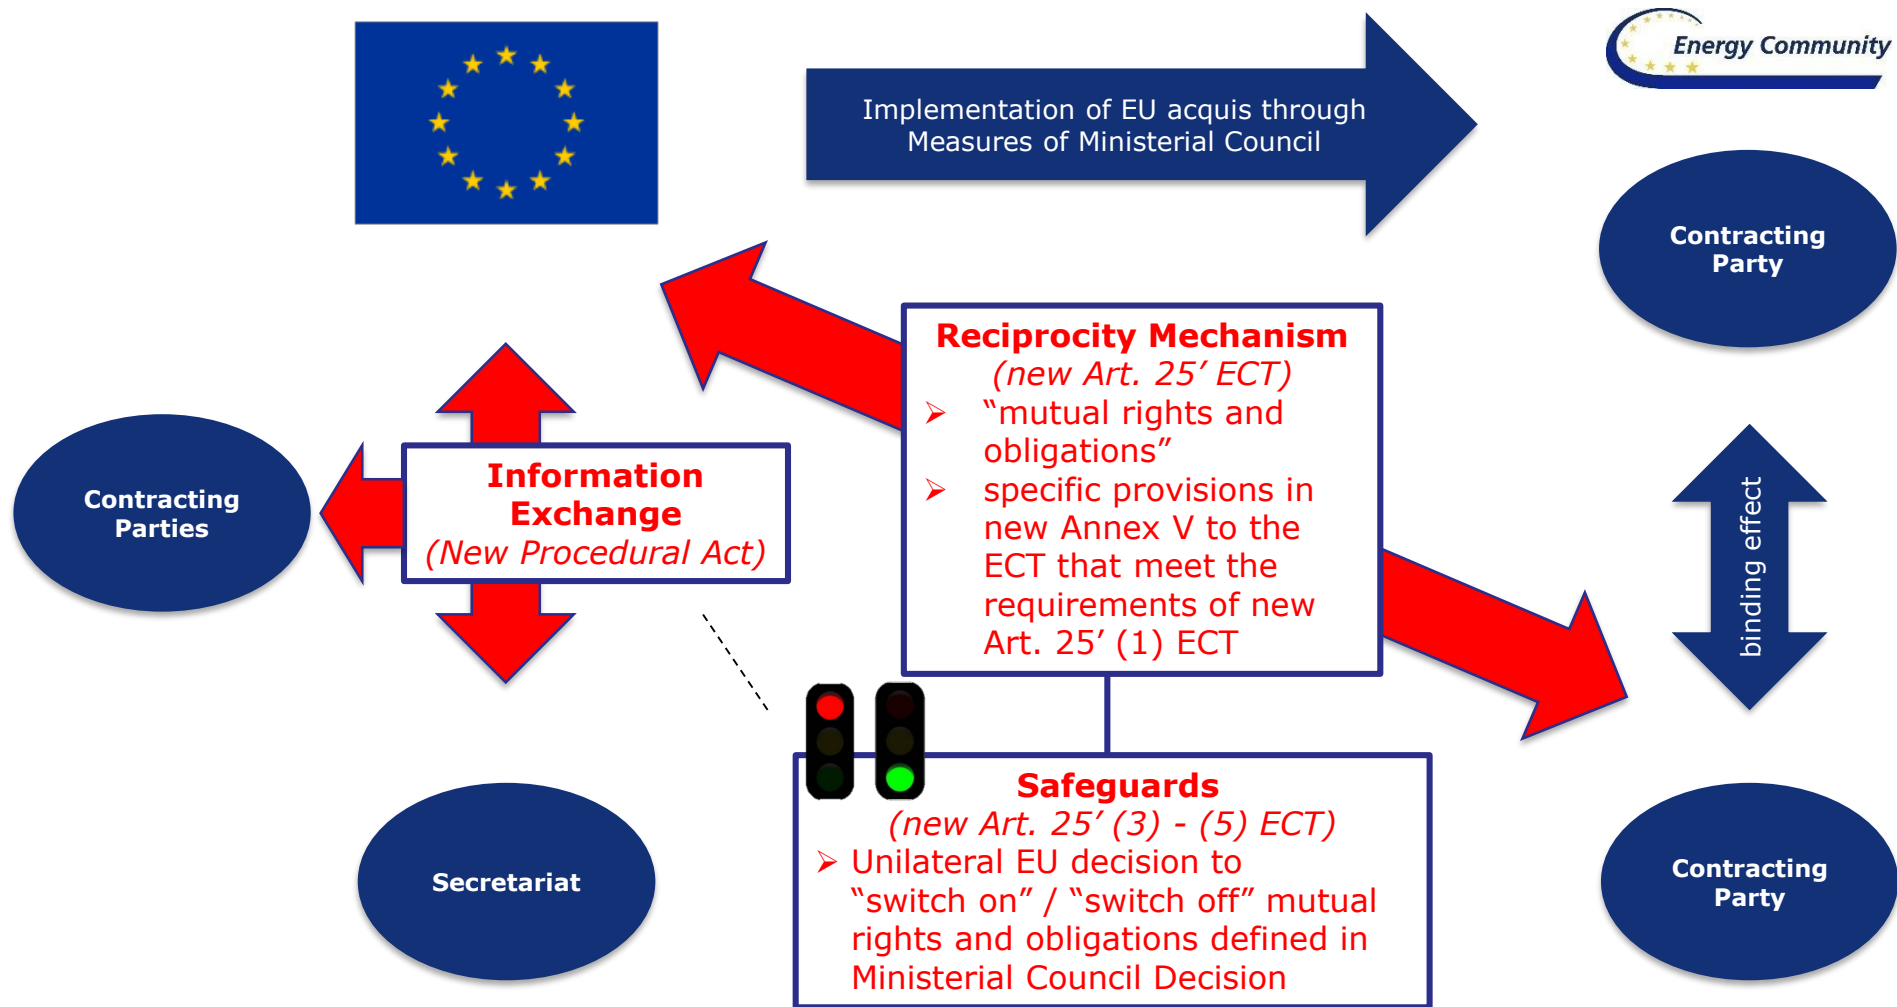 Energy Community
Implementation of EU acquis through
Measures of Ministerial Council
Contracting
Party
Reciprocity Mechanism
(new Art. 25’ ECT)
➢ “mutual rights and
obligations”
➢ specific provisions in
new Annex V to the
ECT that meet the
requirements of new
Art. 25’ (1) ECT
Contracting
Parties
Information
Exchange
(New Procedural Act)
binding effect
Safeguards
(new Art. 25’ (3) - (5) ECT)
➢ Unilateral EU decision to
“switch on” / “switch off” mutual
rights and obligations defined in
Ministerial Council Decision
Secretariat
Contracting
Party